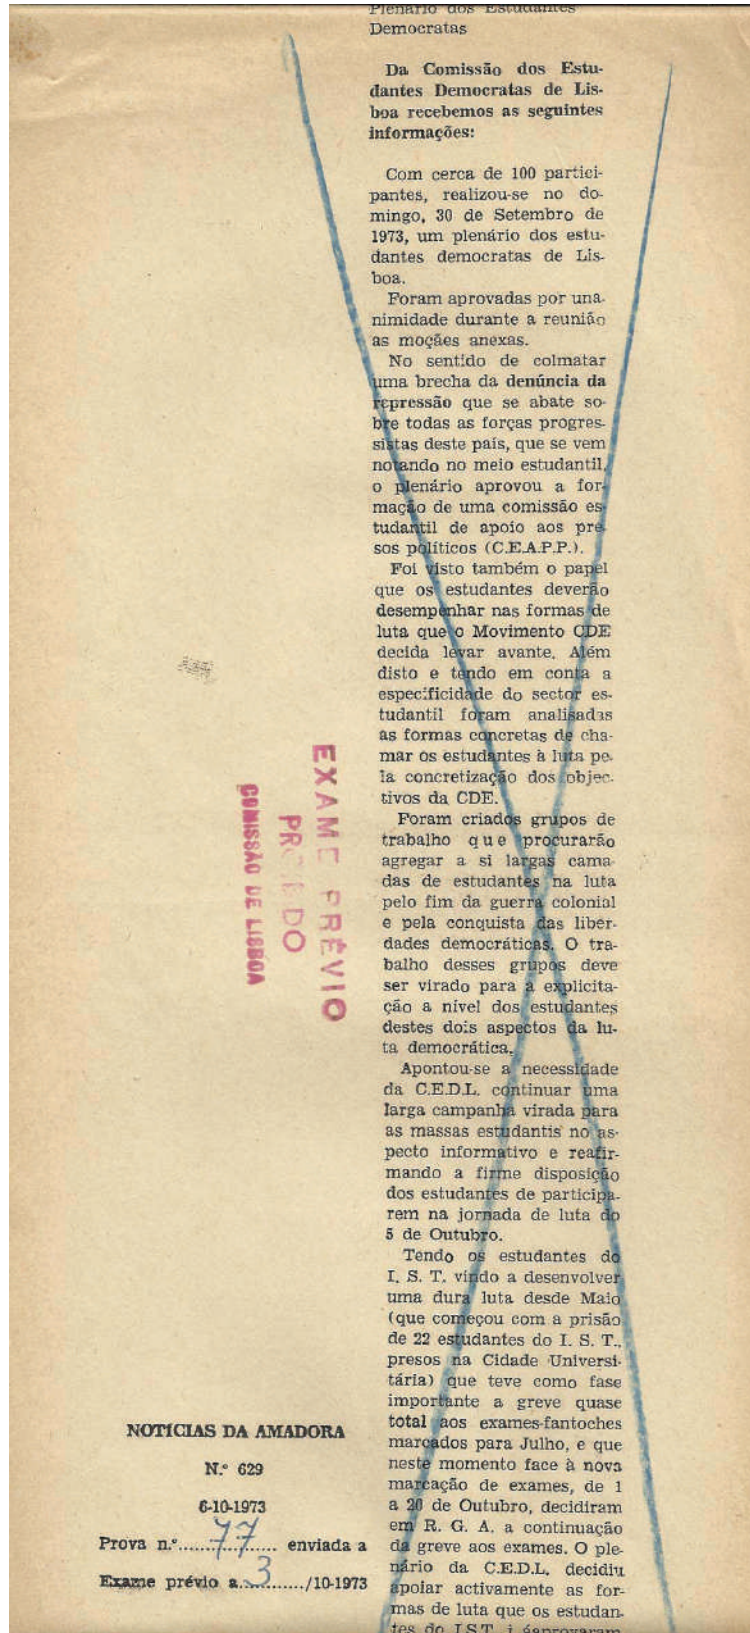 Plenário dos Estudantes
Democratas
Da Comissão dos Estu-
dantes Democratas de Lis-
boa recebemos as seguintes
informações:
Com cerca de 100 partici-
pantes, realizou-se no do-
mingo, 30 de Setembro de
1973, um plenário dos estu-
dantes democratas de Lis-
boa.
Foram aprovadas por una-
nimidade durante a reunião
as moçães anexas.
No sentido de colmatar
uma brecha da denúncia da
repressão que se abate so-
bre todas as forças progres-
sistas deste país, que se vem
notando no meio estudantil,
o plenário aprovou a for-
mação de uma comissão es-
tudantil de apoio aos pre-
sos políticos (C.E.A.P.P.).
Foi visto também o papel
que os estudantes deverão
desempenhar nas formas de
luta que o Movimento CDE
decida levar avante. Além
disto e tendo em conta a
especificidade do sector es-
tudantil foram analisadas
as formas concretas de cha-
mar os estudantes à luta pe-
la concretização dos objec-
tivos da CDE.
Foram criados grupos de
trabalho que procurarão
agregar a si largas cama-
das de estudantes na luta
pelo fim da guerra colonial
e pela conquista das liber-
dades democráticas. O tra-
balho desses grupos deve
ser virado para a explicita-
ção a nível dos estudantes
destes dois aspectos da lu-
ta democrática.
Apontou-se a necessidade
da C.E.D.L. continuar uma
larga campanha virada para
as massas estudantis no as-
pecto informativo e reafir-
mando a firme disposição
dos estudantes de participa-
rem na jornada de luta do
5 de Outubro.
Tendo os estudantes do
I. S. T. vindo a desenvolver
uma dura luta desde Maio
(que começou com a prisão
de 22 estudantes do I. S. T.,
presos na Cidade Universi-
tária) que teve como fase
importante a greve quase
total aos exames-fantoches
marcados para Julho, e que
neste momento face à nova
marcação de exames, de 1
a 20 de Outubro, decidiram
em R. G. A. a continuação
da greve aos exames. O ple-
nário da C.E.D.L. decidiu
apoiar activamente as for-
mas de luta que os estudan-
tes do I.S.T.
EXAME PRÉVIO
COMISSÃO DE LISBOA
NOTÍCIAS DA AMADORA
N.º 629
6-10-1973
Prova n.º 77 enviada a
Exame prévio a 3 /10-1973